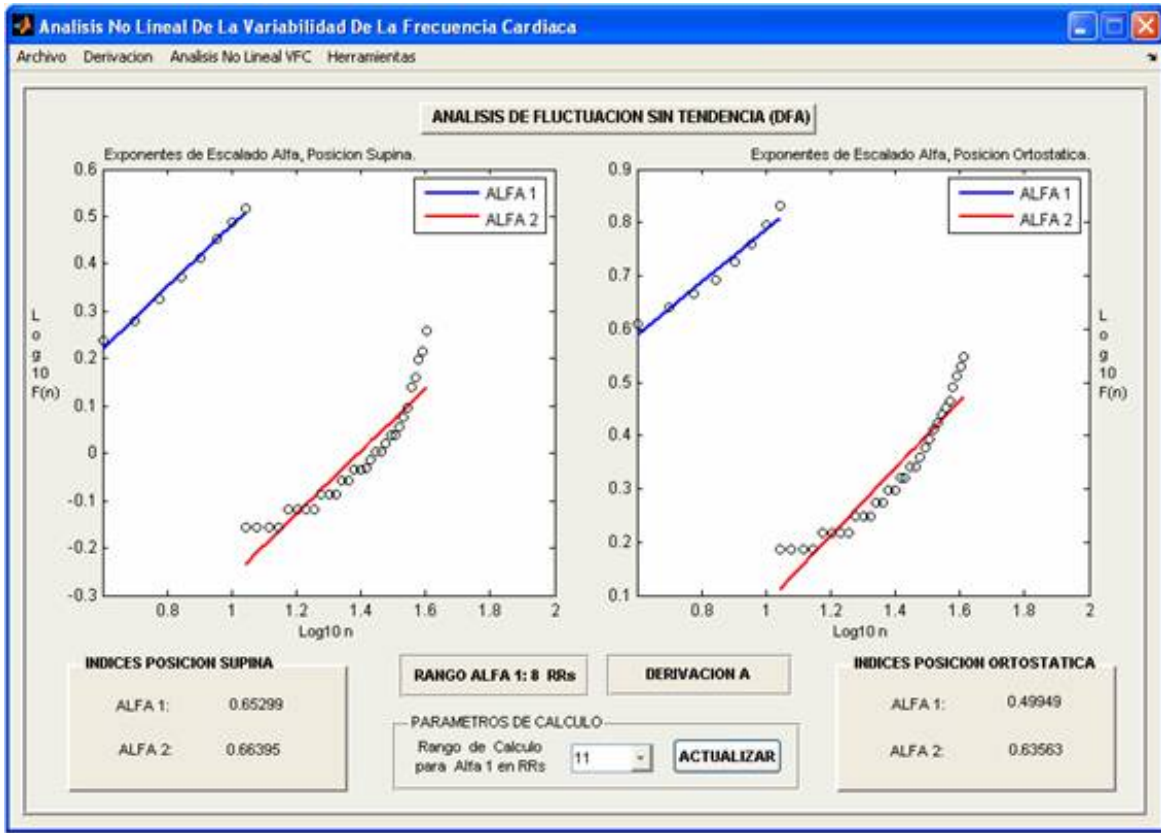 Analisis No Lineal De La Variabilidad De La Frecuencia Cardiaca
Archivo Derivacion Analisis No Lineal VFC Herramientas
ANALISIS DE FLUCTUACION SIN TENDENCIA (DFA)
Exponentes de Escalado Alfa, Posicion Supina.
0.6
0.5
0.4
0.3
0.2
0.1
0
-0.1
-0.2
-0.3
Log10 F(n)
ALFA 1
ALFA 2
0.8 1 1.2 1.4 1.6 1.8 2
Log10 n
Exponentes de Escalado Alfa, Posicion Ortostatica.
0.9
0.8
0.7
0.6
0.5
0.4
0.3
0.2
0.1
ALFA 1
ALFA 2
Log10 F(n)
0.8 1 1.2 1.4 1.6 1.8 2
Log10 n
INDICES POSICION SUPINA
ALFA 1: 0.65299
ALFA 2: 0.66395
RANGO ALFA 1: 8 RRs
DERIVACION A
PARAMETROS DE CALCULO
Rango de Calculo
para Alfa 1 en RRs
11
ACTUALIZAR
INDICES POSICION ORTOSTATICA
ALFA 1: 0.49949
ALFA 2: 0.63563